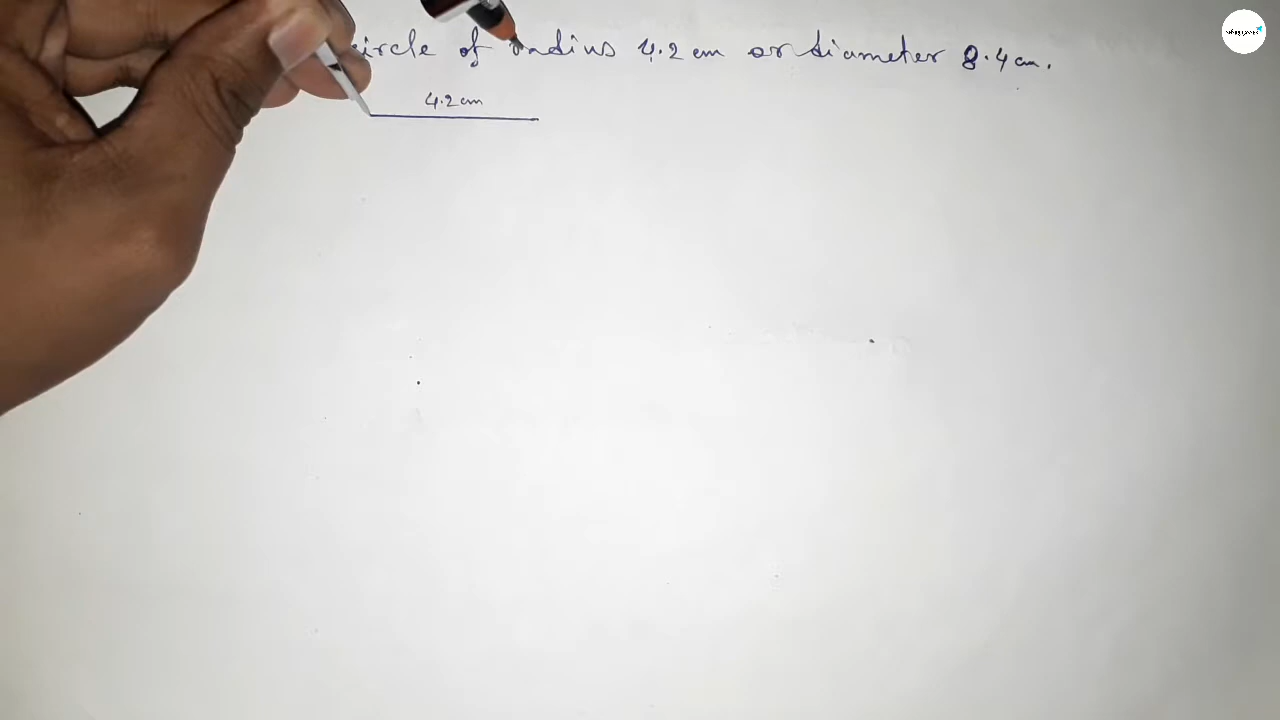 circle of radius 4.2 cm or diameter 8.4 cm.
4.2 cm